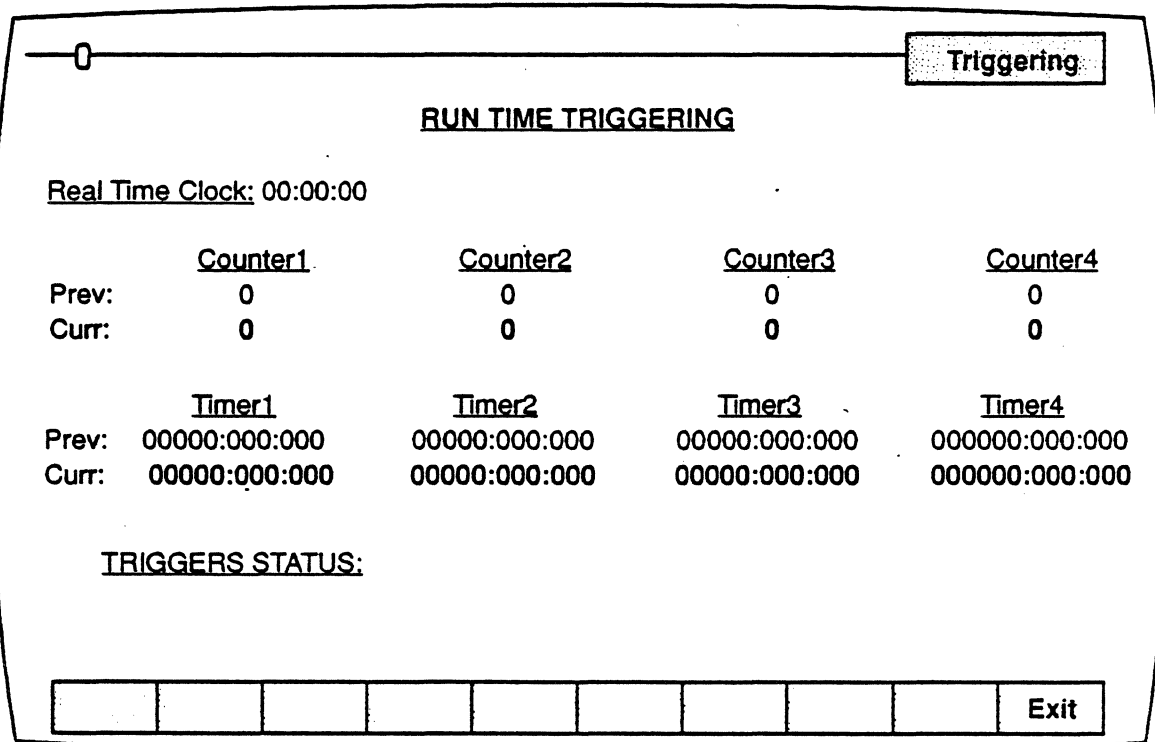 Triggering
RUN TIME TRIGGERING
Real Time Clock: 00:00:00
Counter1 Counter2 Counter3 Counter4
Prev: 0 0 0 0
Curr: 0 0 0 0
Timer1 Timer2 Timer3 Timer4
Prev: 00000:000:000 00000:000:000 00000:000:000 000000:000:000
Curr: 00000:000:000 00000:000:000 00000:000:000 000000:000:000
TRIGGERS STATUS:
Exit